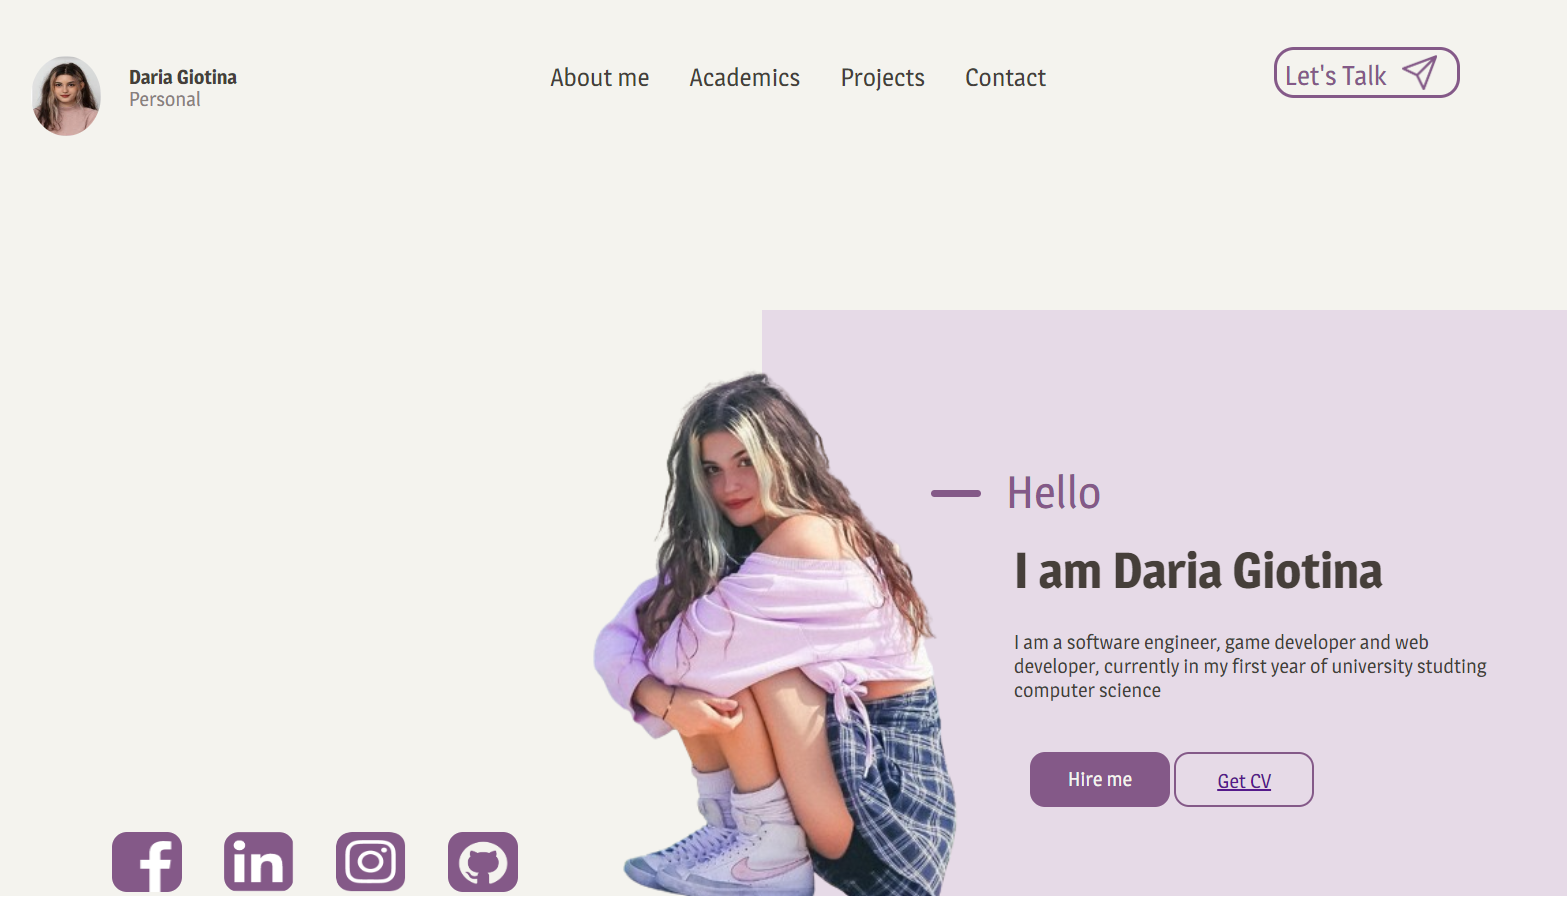 Daria Giotina
Personal
About me
Academics
Projects
Contact
Let's Talk
Hello
I am Daria Giotina
I am a software engineer, game developer and web
developer, currently in my first year of university studting
computer science
Hire me
Get CV